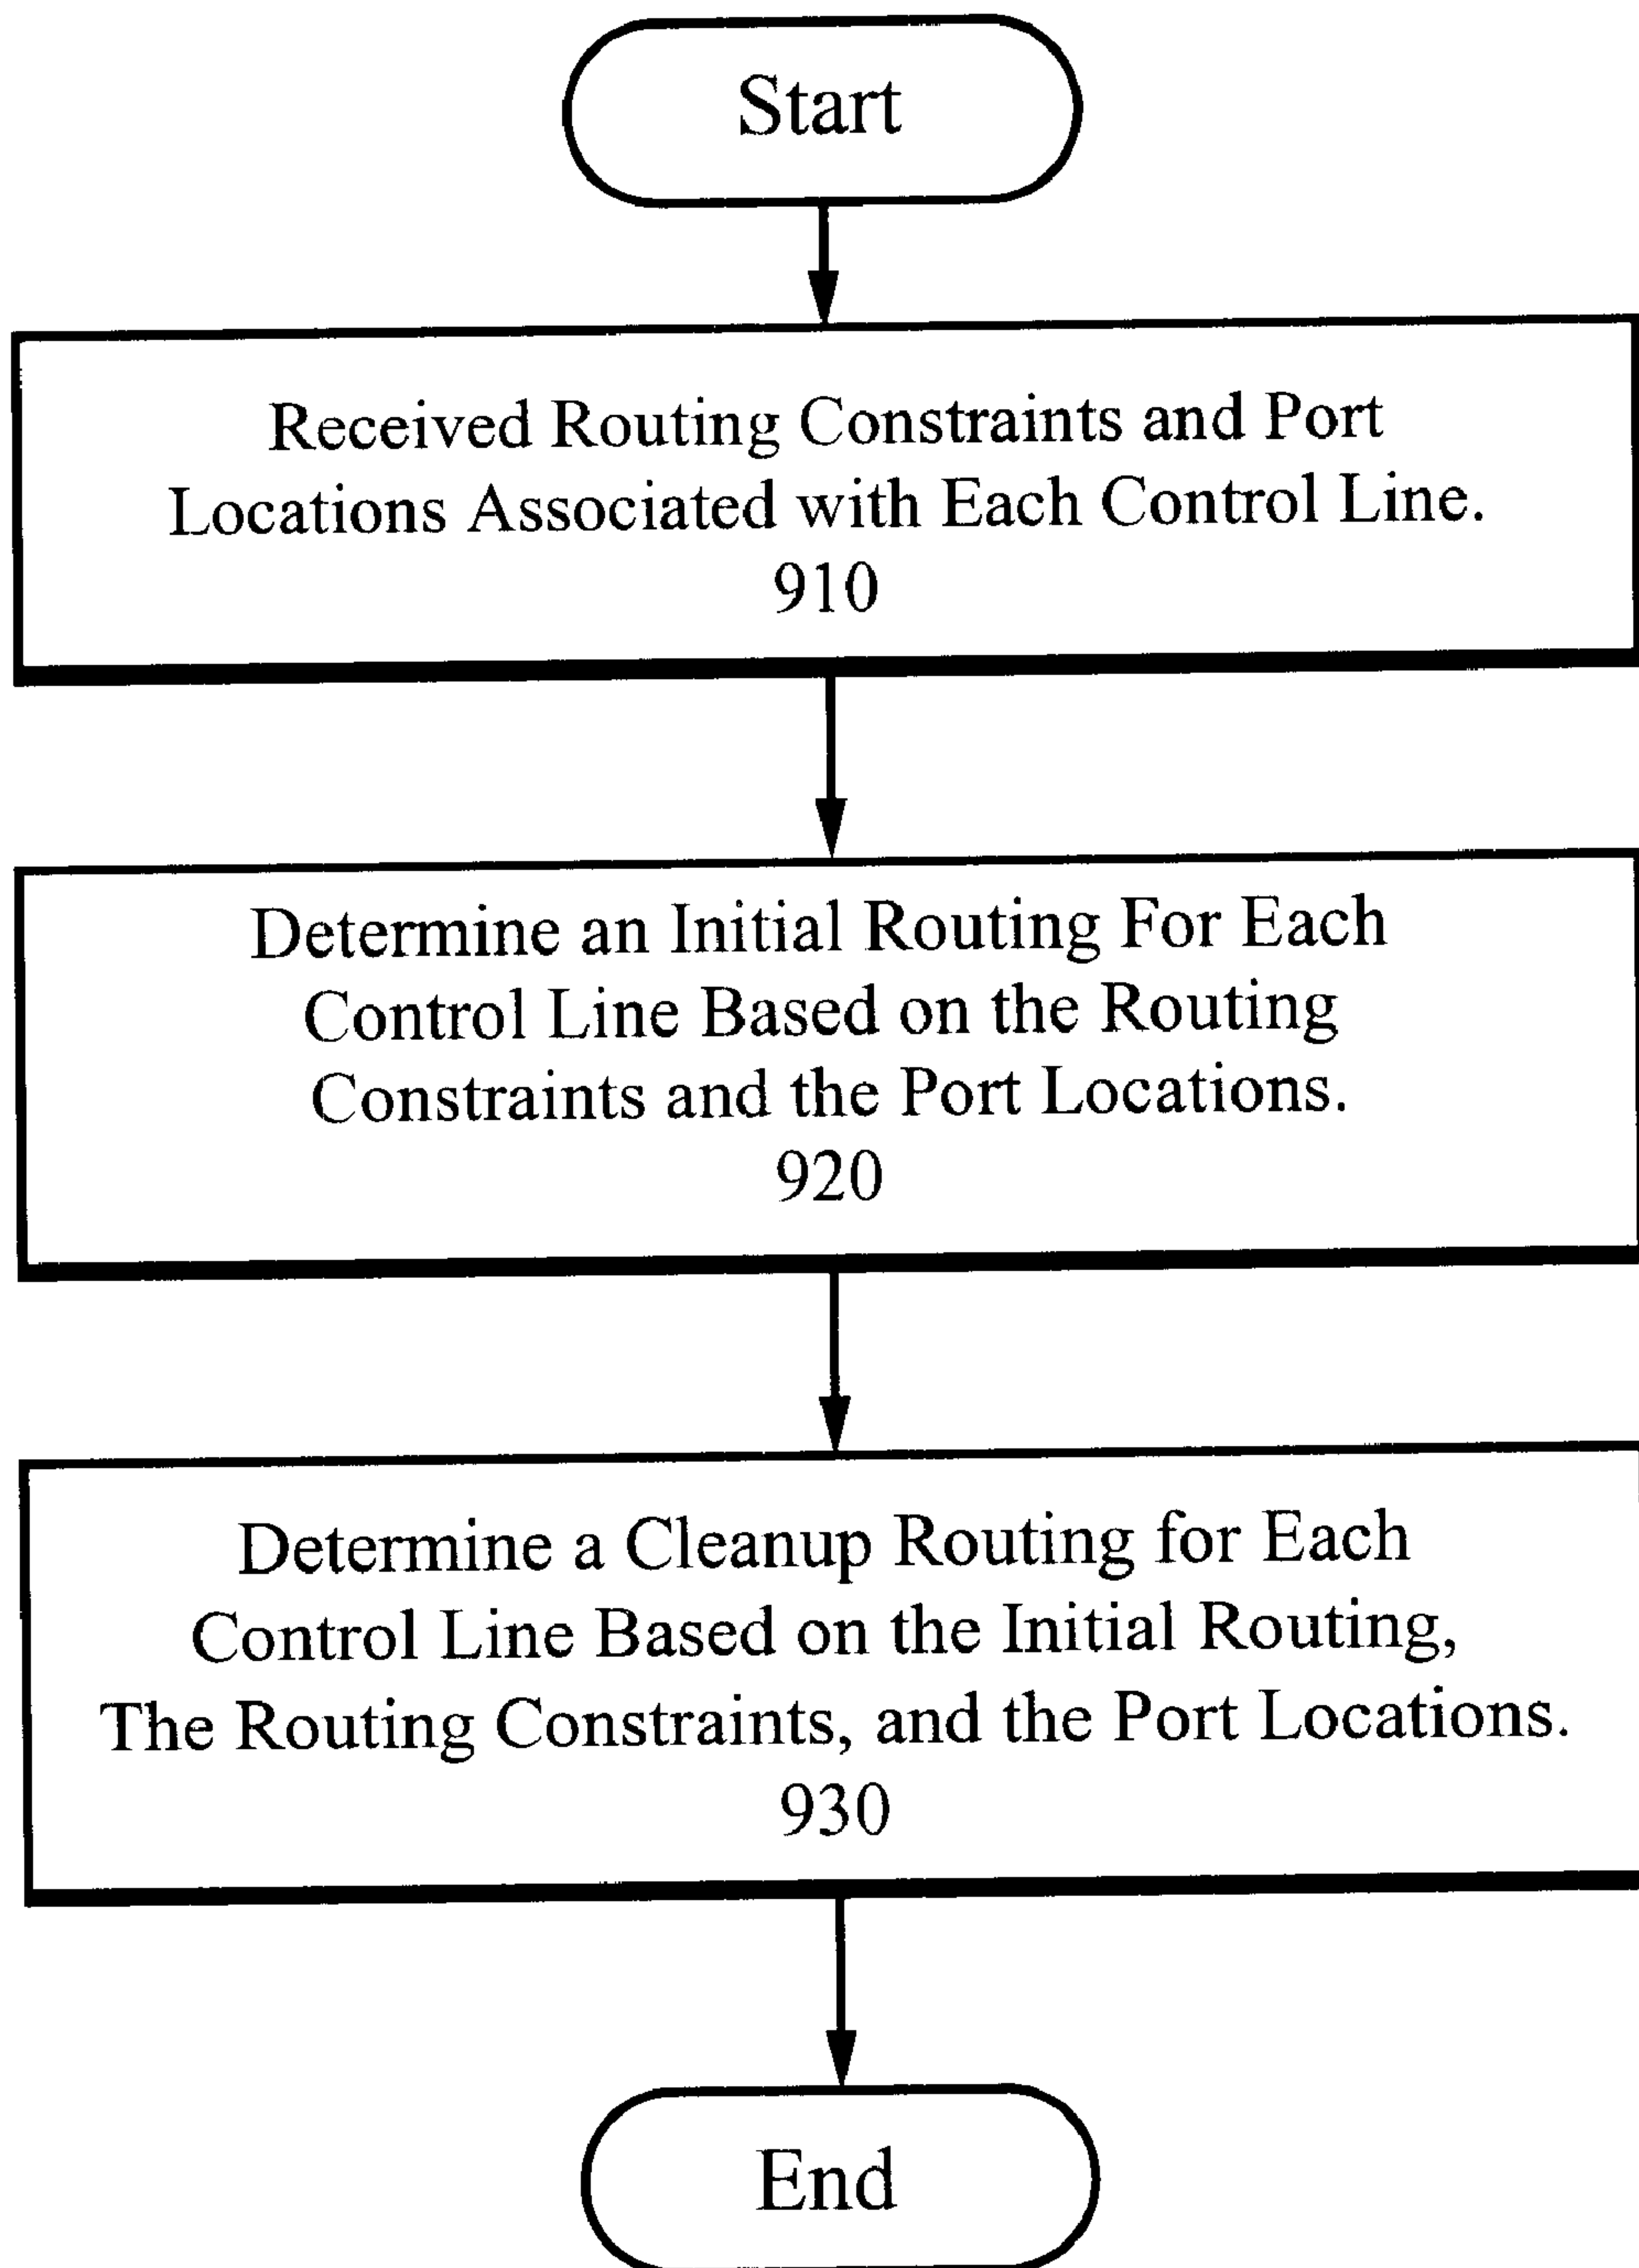 Start
Received Routing Constraints and Port
Locations Associated with Each Control Line.
910
Determine an Initial Routing For Each
Control Line Based on the Routing
Constraints and the Port Locations.
920
Determine a Cleanup Routing for Each
Control Line Based on the Initial Routing,
The Routing Constraints, and the Port Locations.
930
End